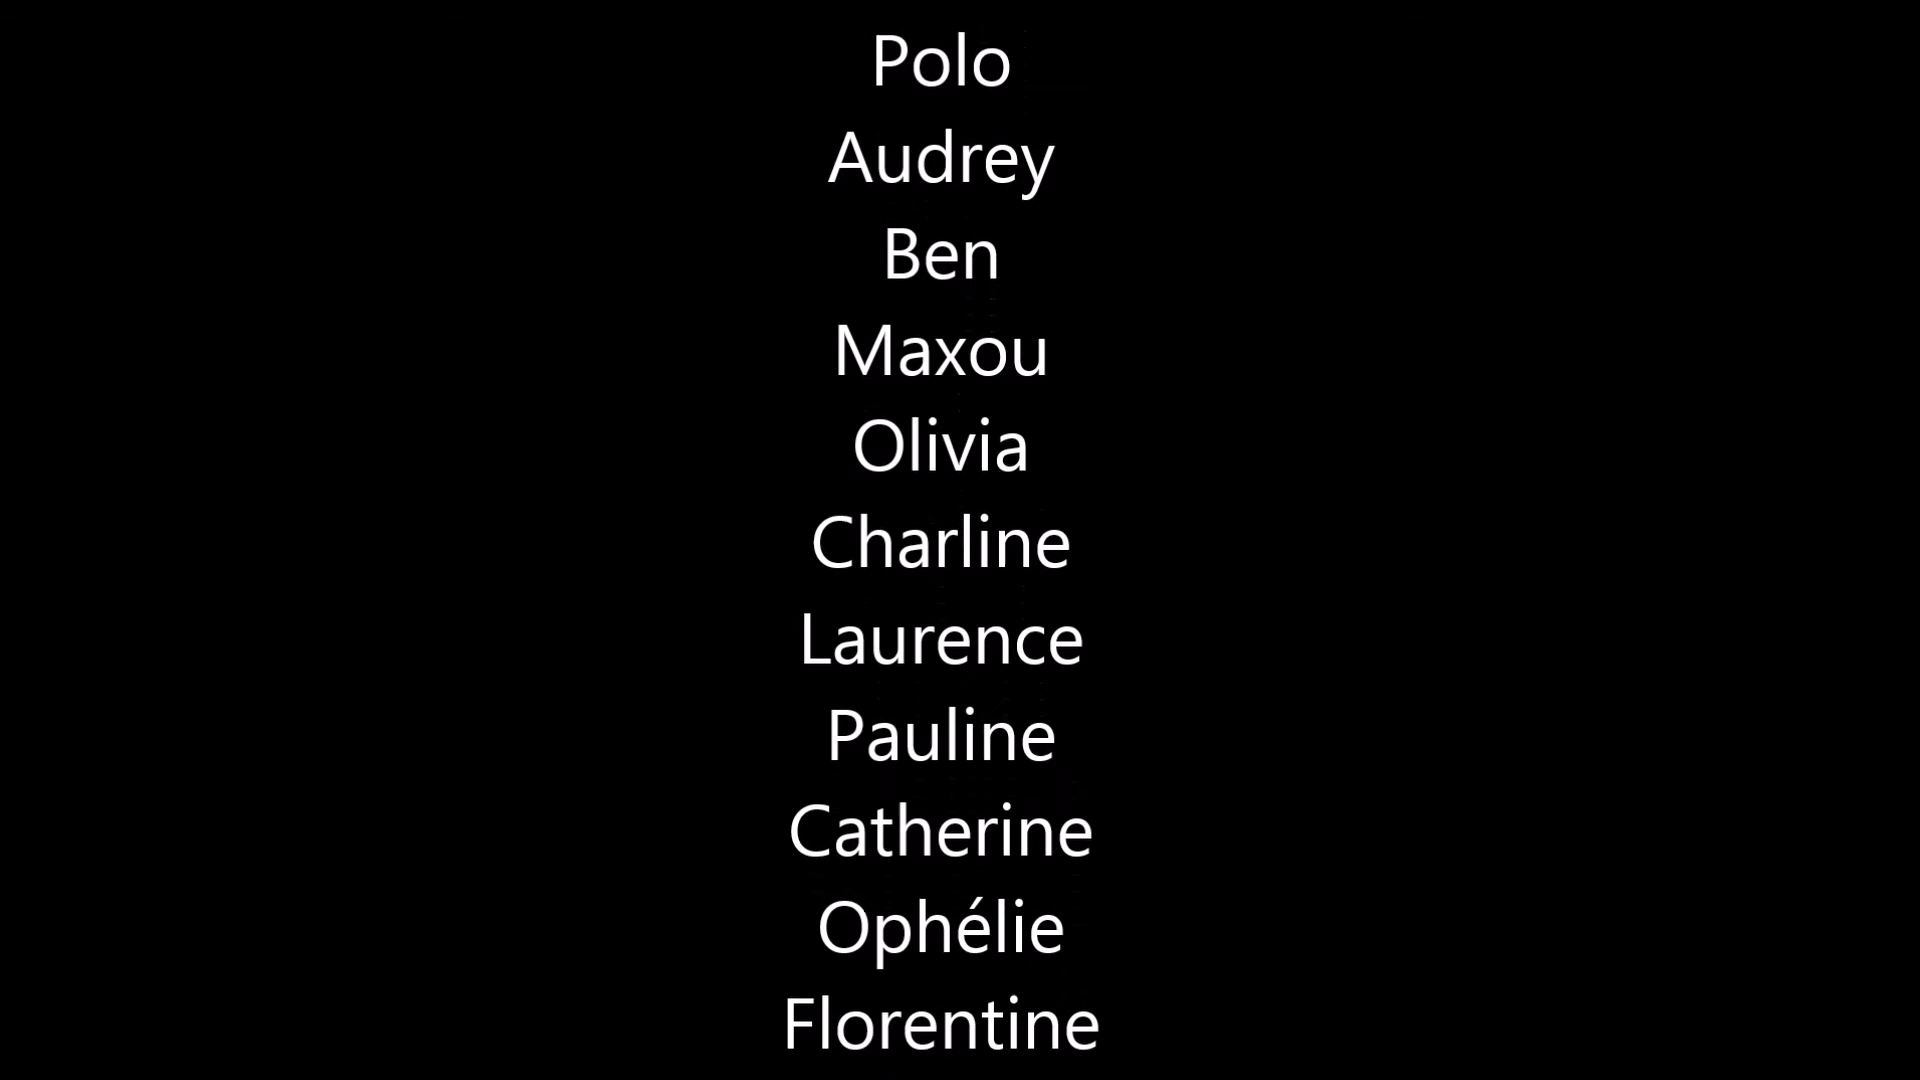 Polo
Audrey
Ben
Maxou
Olivia
Charline
Laurence
Pauline
Catherine
Ophélie
Florentine